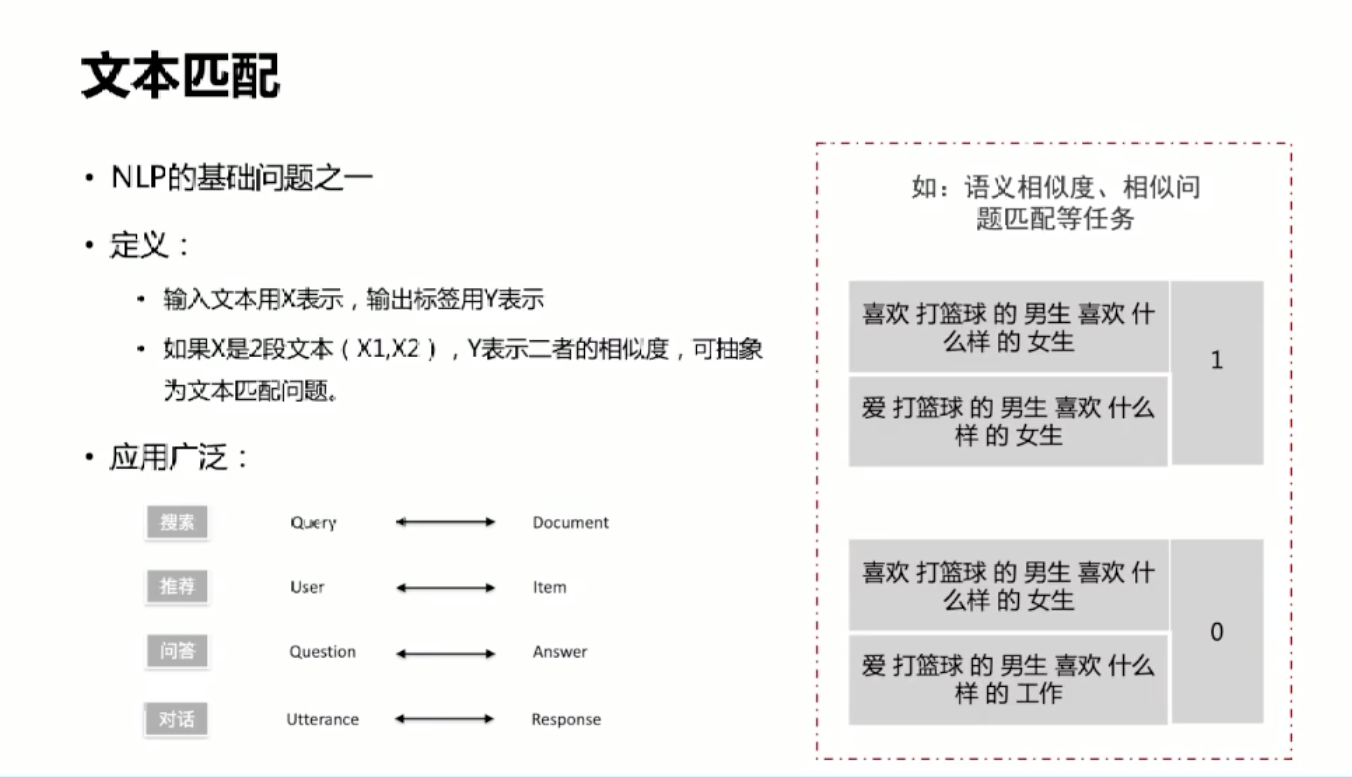 文本匹配
• NLP的基础问题之一
• 定义：
• 输入文本用X表示，输出标签用Y表示
• 如果X是2段文本（X1,X2），Y表示二者的相似度，可抽象
为文本匹配问题。
• 应用广泛：
搜索 Query Document
推荐 User Item
问答 Question Answer
对话 Utterance Response
如：语义相似度、相似问
题匹配等任务
喜欢 打篮球 的 男生 喜欢 什
么样 的 女生
1
爱 打篮球 的 男生 喜欢 什么
样 的 女生
喜欢 打篮球 的 男生 喜欢 什
么样 的 女生
0
爱 打篮球 的 男生 喜欢 什么
样 的 工作